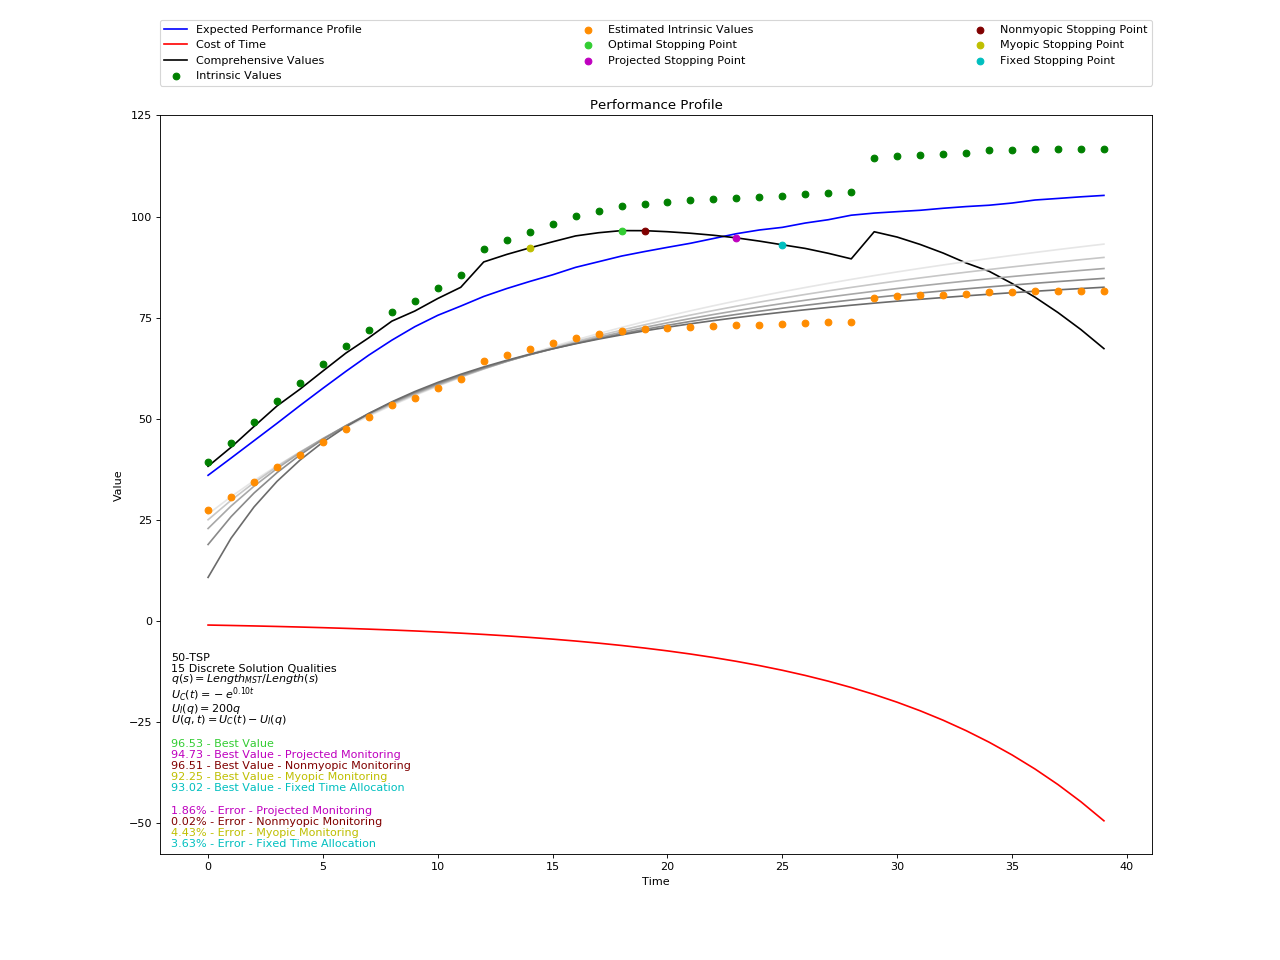 Expected Performance Profile
Cost of Time
Comprehensive Values
Intrinsic Values
Estimated Intrinsic Values
Optimal Stopping Point
Projected Stopping Point
Nonmyopic Stopping Point
Myopic Stopping Point
Fixed Stopping Point
Performance Profile
125
100
75
50
25
0
−25
−50
Value
50-TSP
15 Discrete Solution Qualities
q(s) = Length_{MST}/Length(s)
U_C(t) = −e^{0.10t}
U_I(q) = 200q
U(q, t) = U_C(t) − U_I(q)
96.53 - Best Value
94.73 - Best Value - Projected Monitoring
96.51 - Best Value - Nonmyopic Monitoring
92.25 - Best Value - Myopic Monitoring
93.02 - Best Value - Fixed Time Allocation
1.86% - Error - Projected Monitoring
0.02% - Error - Nonmyopic Monitoring
4.43% - Error - Myopic Monitoring
3.63% - Error - Fixed Time Allocation
0 5 10 15 20 25 30 35 40
Time